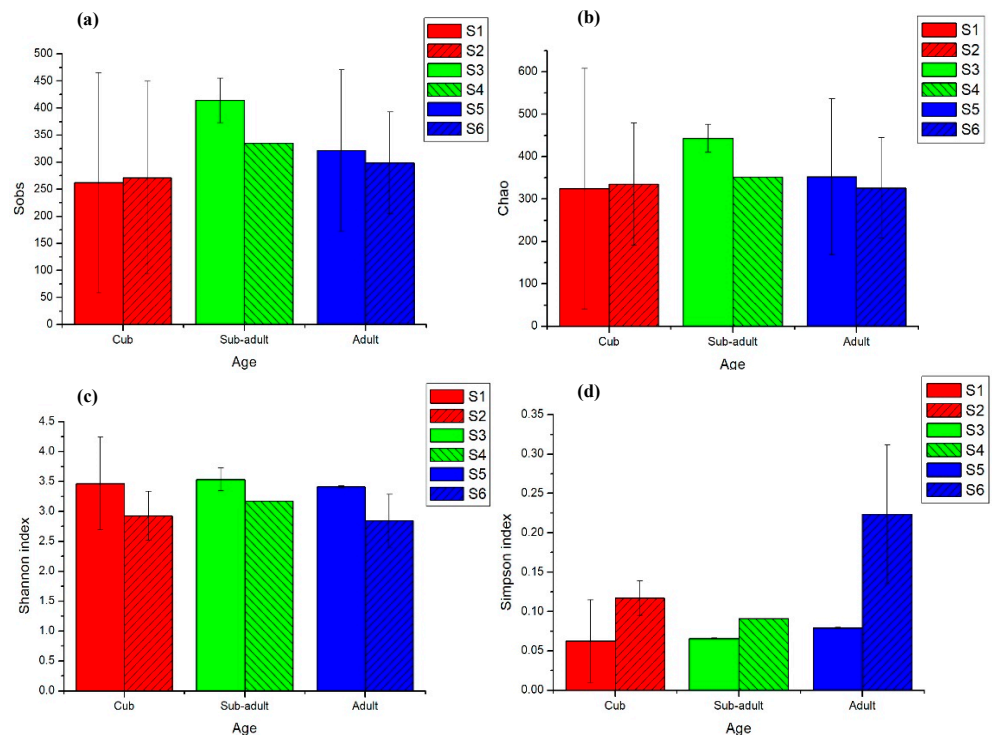 (a)
S1
S2
S3
S4
S5
S6
500
450
400
350
300
250
200
150
100
50
0
Sobs
Cub
Sub-adult
Adult
Age
(b)
S1
S2
S3
S4
S5
S6
600
500
400
300
200
100
0
Chao
Cub
Sub-adult
Adult
Age
(c)
S1
S2
S3
S4
S5
S6
4.5
4.0
3.5
3.0
2.5
2.0
1.5
1.0
0.5
0.0
Shannon index
Cub
Sub-adult
Adult
Age
(d)
S1
S2
S3
S4
S5
S6
0.35
0.30
0.25
0.20
0.15
0.10
0.05
0.00
Simpson index
Cub
Sub-adult
Adult
Age